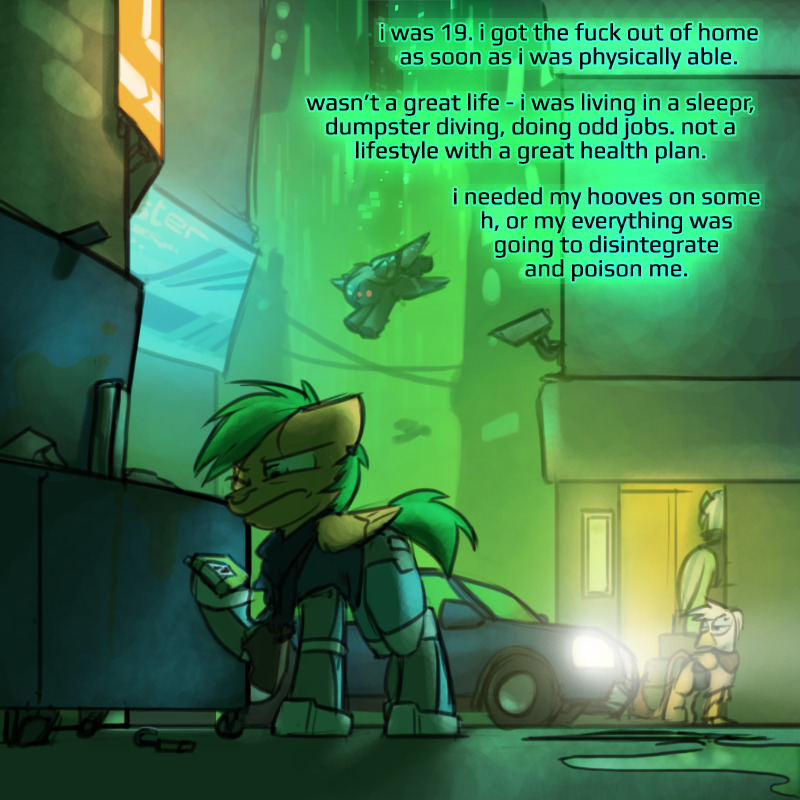 i was 19. i got the fuck out of home
as soon as i was physically able.
wasn't a great life - i was living in a sleepr,
dumpster diving, doing odd jobs. not a
lifestyle with a great health plan.
i needed my hooves on some
h, or my everything was
going to disintegrate
and poison me.
ster